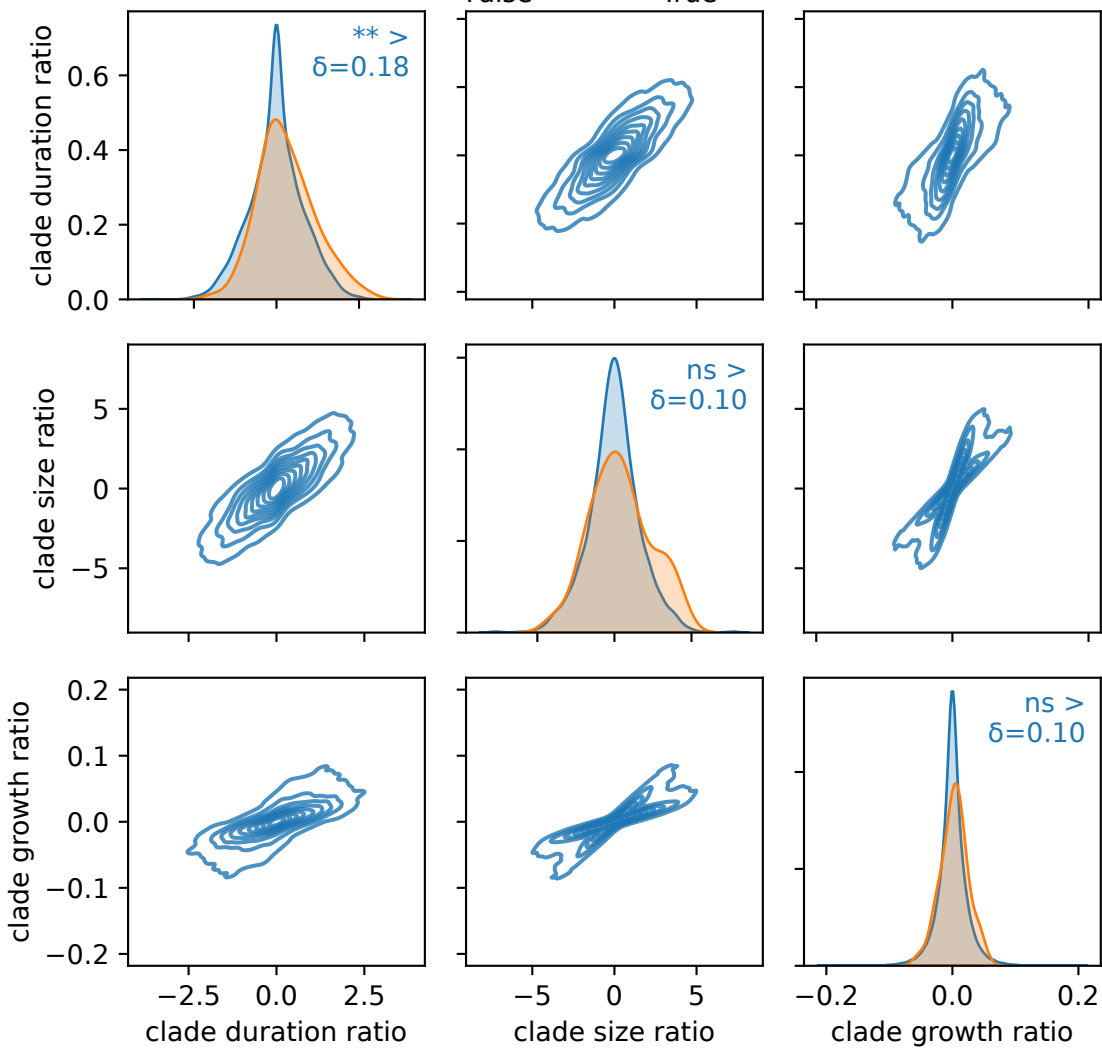 True
clade duration ratio
0.6
0.4
0.2
0.0
** >
δ=0.18
clade size ratio
5
0
−5
ns >
δ=0.10
clade growth ratio
0.2
0.1
0.0
−0.1
−0.2
ns >
δ=0.10
−2.5 0.0 2.5
−5 0 5
−0.2 0.0 0.2
clade duration ratio
clade size ratio
clade growth ratio